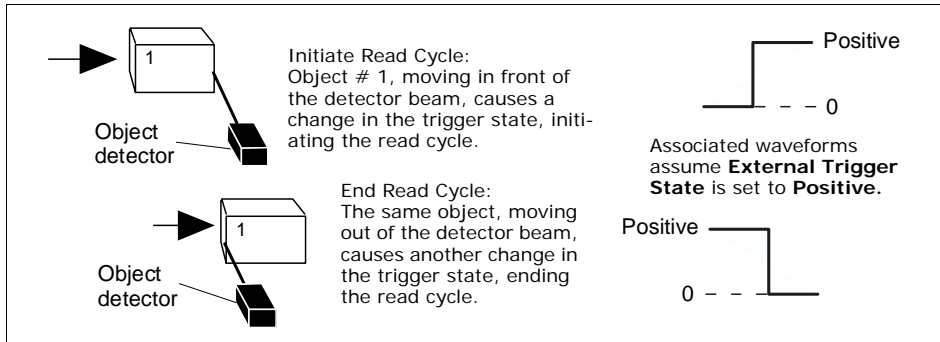 1
Object
detector
Initiate Read Cycle:
Object # 1, moving in front of
the detector beam, causes a
change in the trigger state, initi-
ating the read cycle.
Positive
0
Associated waveforms
assume External Trigger
State is set to Positive.
1
Object
detector
End Read Cycle:
The same object, moving
out of the detector beam,
causes another change in
the trigger state, ending
the read cycle.
Positive
0